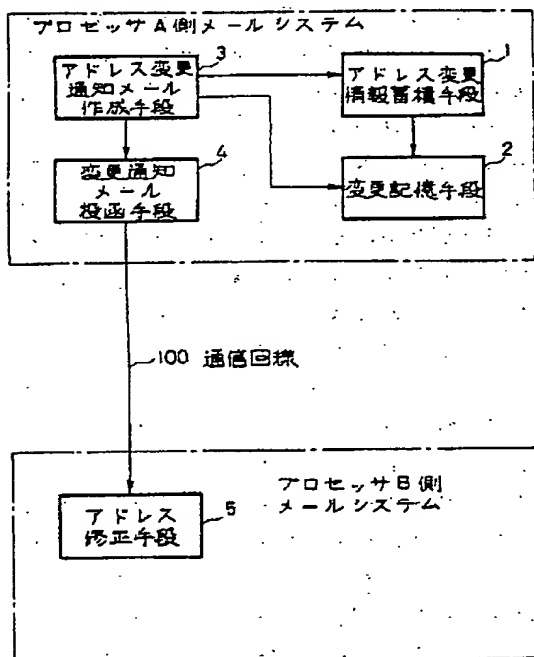 プロセッサA側メールシステム
3
アドレス変更
通知メール
作成手段
1
アドレス変更
情報蓄積手段
4
変更通知
メール
投函手段
2
変更記憶手段
100 通信回線
プロセッサB側
メールシステム
アドレス
修正手段
5